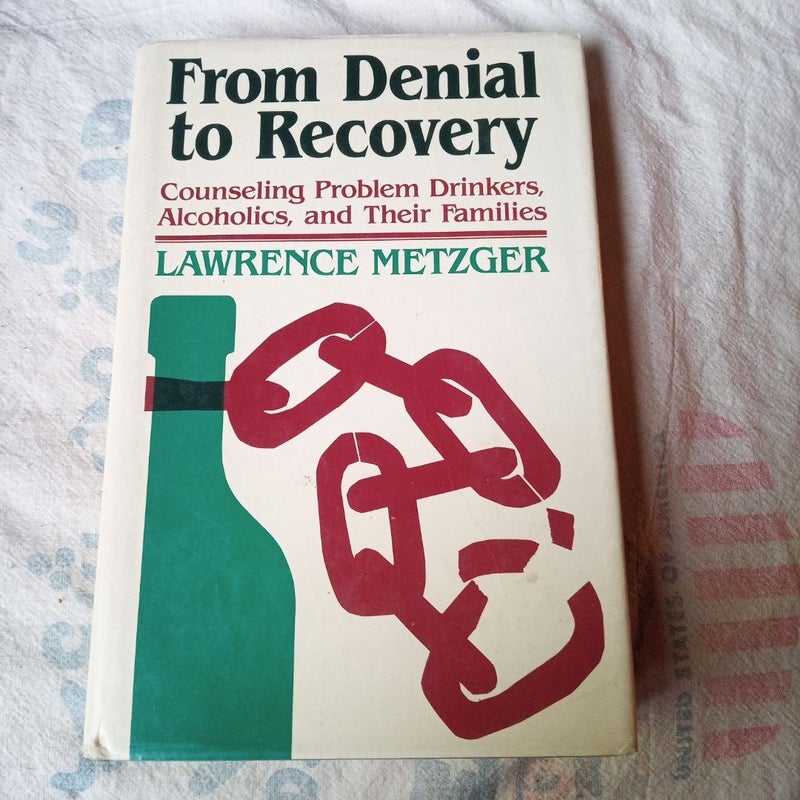 From Denial
to Recovery
Counseling Problem Drinkers,
Alcoholics, and Their Families
LAWRENCE METZGER